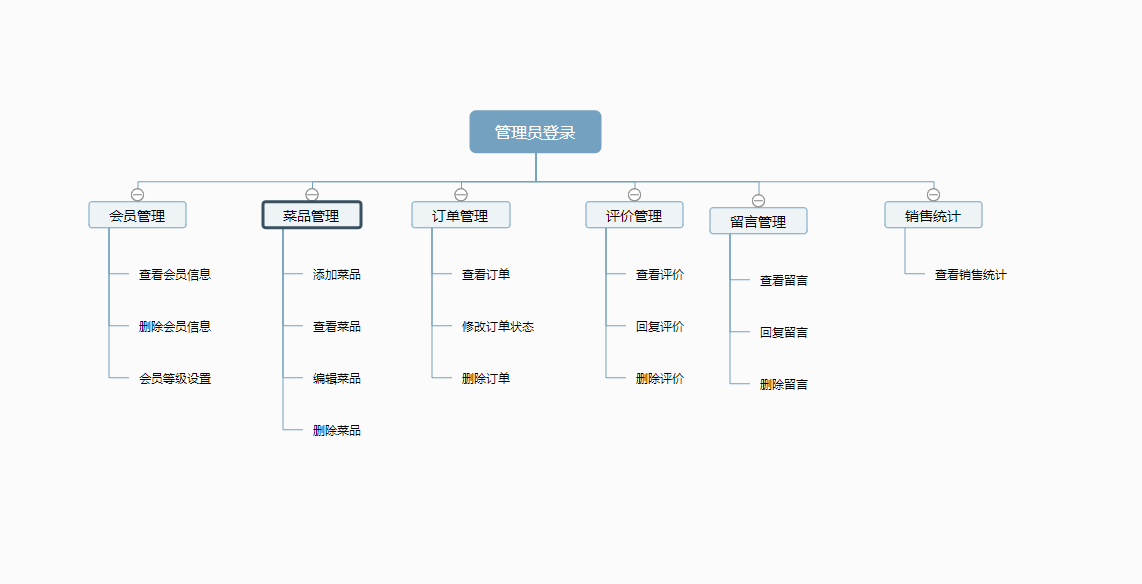 管理员登录
会员管理
查看会员信息
删除会员信息
会员等级设置
菜品管理
添加菜品
查看菜品
编辑菜品
删除菜品
订单管理
查看订单
修改订单状态
删除订单
评价管理
查看评价
回复评价
删除评价
留言管理
查看留言
回复留言
删除留言
销售统计
查看销售统计